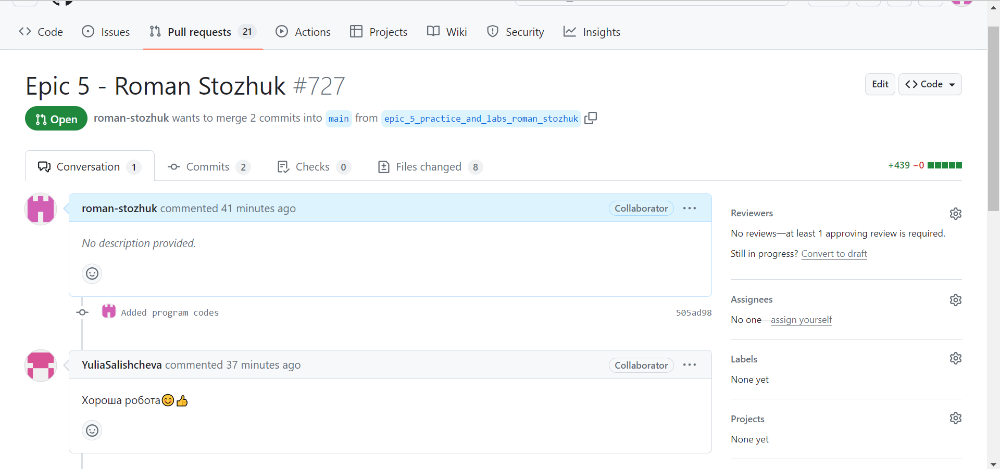 Code Issues Pull requests 21 Actions Projects Wiki Security Insights
Epic 5 - Roman Stozhuk #727
Edit Code
Open roman-stozhuk wants to merge 2 commits into main from epic_5_practice_and_labs_roman_stozhuk
Conversation 1 Commits 2 Checks 0 Files changed 8
+439 −0
roman-stozhuk commented 41 minutes ago Collaborator
No description provided.
Added program codes 505ad98
YuliaSalishcheva commented 37 minutes ago Collaborator
Хороша робота😊👍
Reviewers
No reviews—at least 1 approving review is required.
Still in progress? Convert to draft
Assignees
No one—assign yourself
Labels
None yet
Projects
None yet